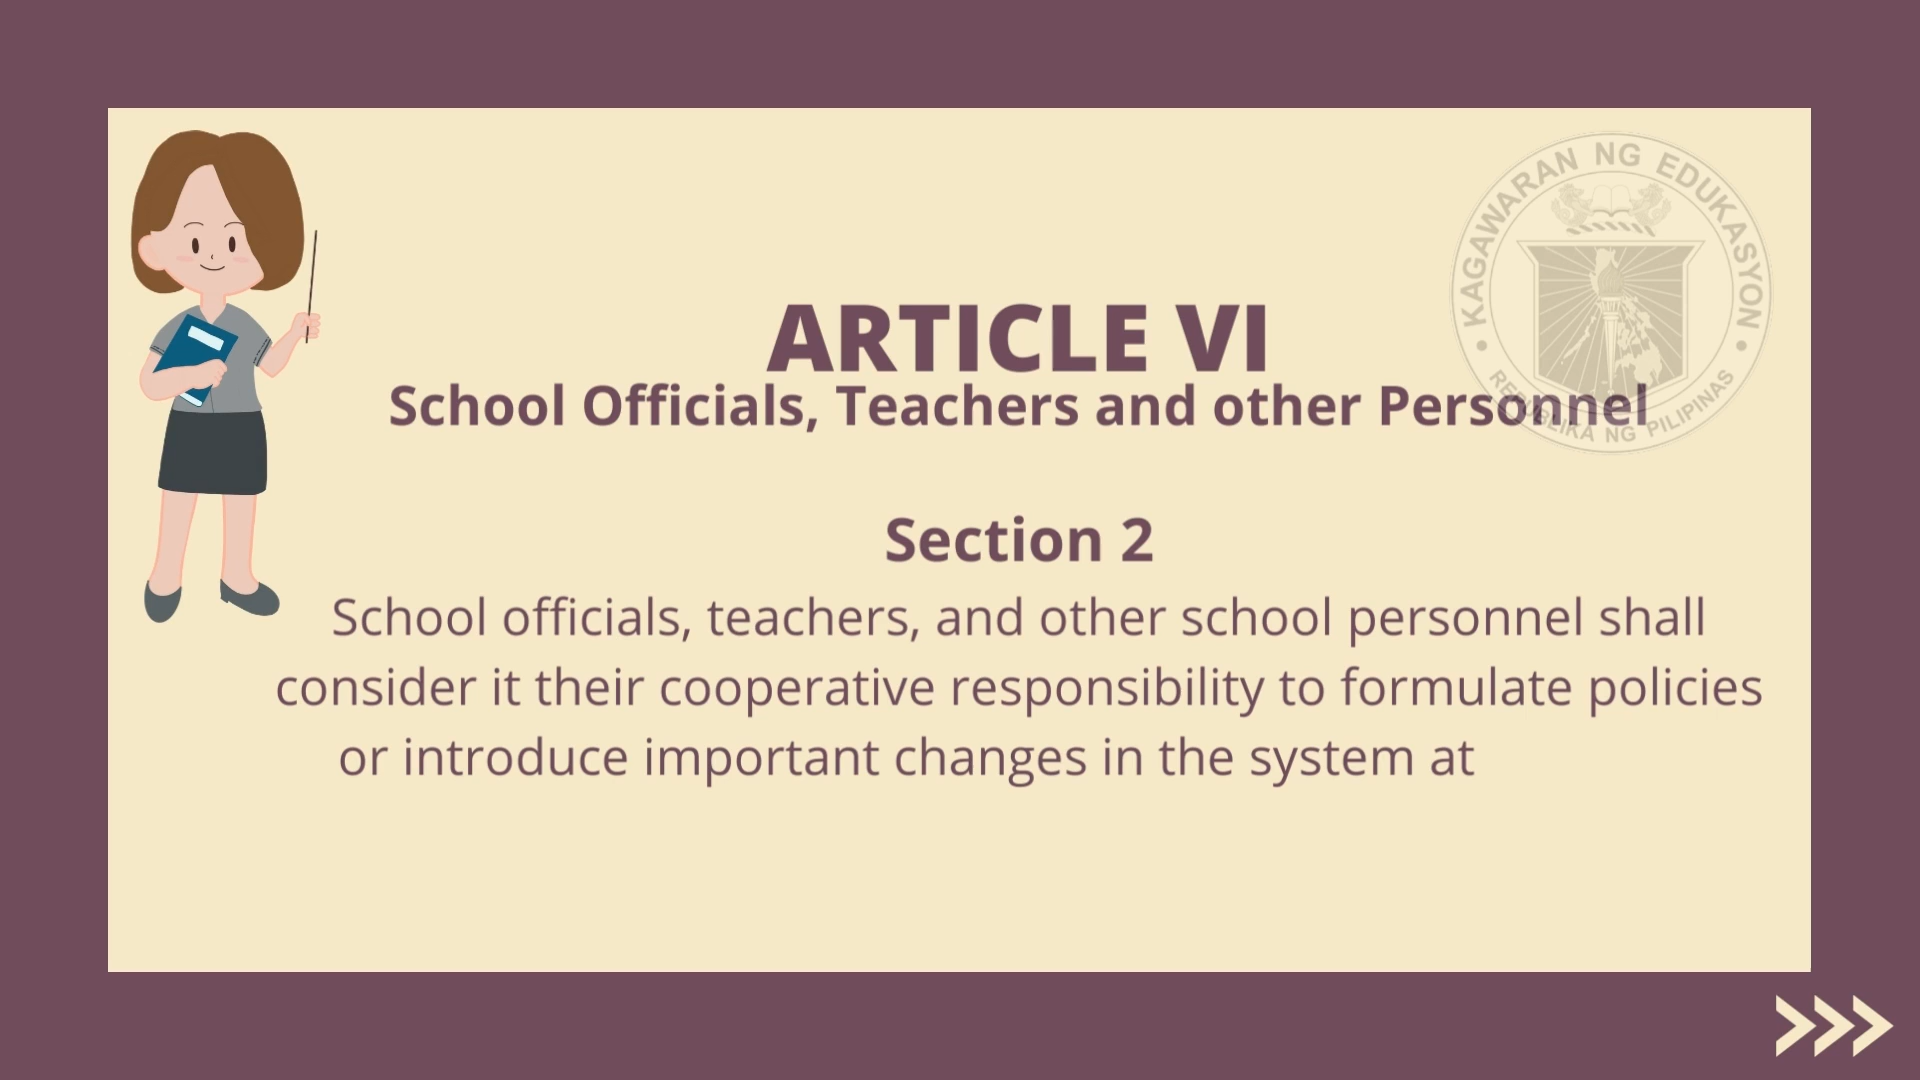 KAGAWARAN NG EDUKASYON
REPUBLIKA NG PILIPINAS
ARTICLE VI
School Officials, Teachers and other Personnel
Section 2
School officials, teachers, and other school personnel shall
consider it their cooperative responsibility to formulate policies
or introduce important changes in the system at